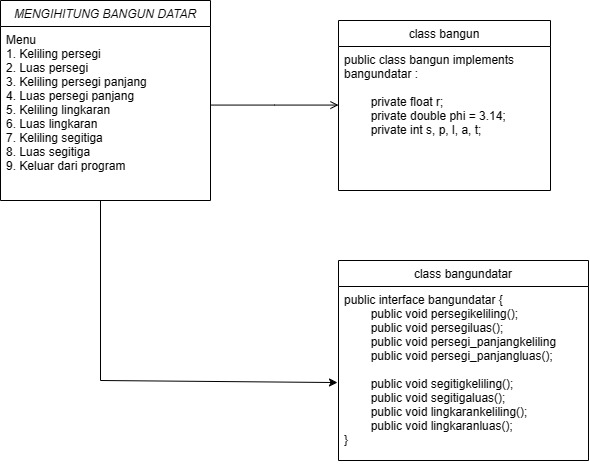 MENGIHITUNG BANGUN DATAR
Menu
1. Keliling persegi
2. Luas persegi
3. Keliling persegi panjang
4. Luas persegi panjang
5. Keliling lingkaran
6. Luas lingkaran
7. Keliling segitiga
8. Luas segitiga
9. Keluar dari program
class bangun
public class bangun implements
bangundatar :
private float r;
private double phi = 3.14;
private int s, p, l, a, t;
class bangundatar
public interface bangundatar {
public void persegikeliling();
public void persegiluas();
public void persegi_panjangkeliling
public void persegi_panjangluas();
public void segitigkeliling();
public void segitigaluas();
public void lingkarankeliling();
public void lingkaranluas();
}